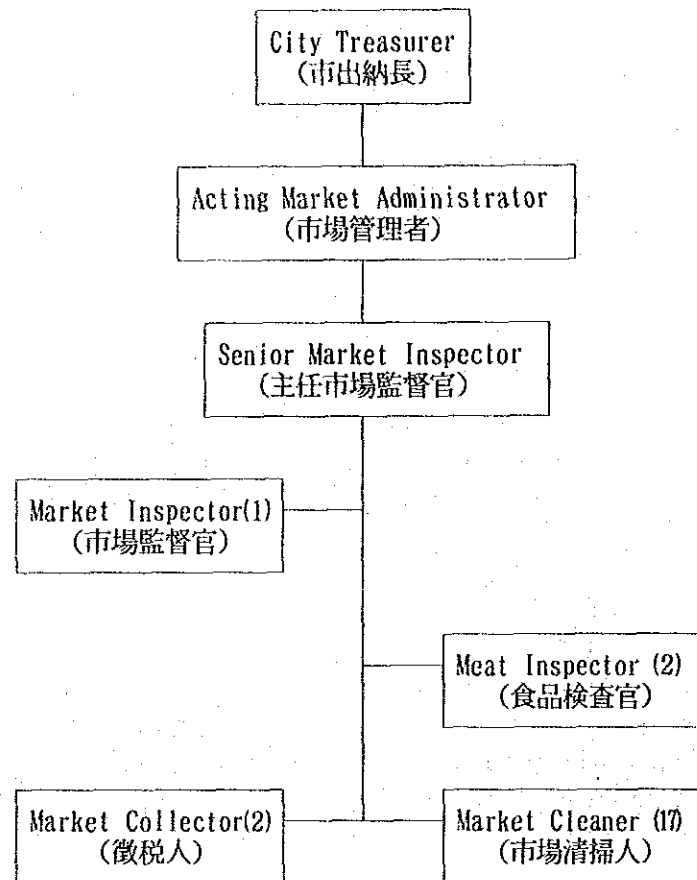 City Treasurer
(市出納長)
Acting Market Administrator
(市場管理者)
Senior Market Inspector
(主任市場監督官)
Market Inspector(1)
(市場監督官)
Meat Inspector (2)
(食品検査官)
Market Collector(2)
(徴税人)
Market Cleaner (17)
(市場清掃人)